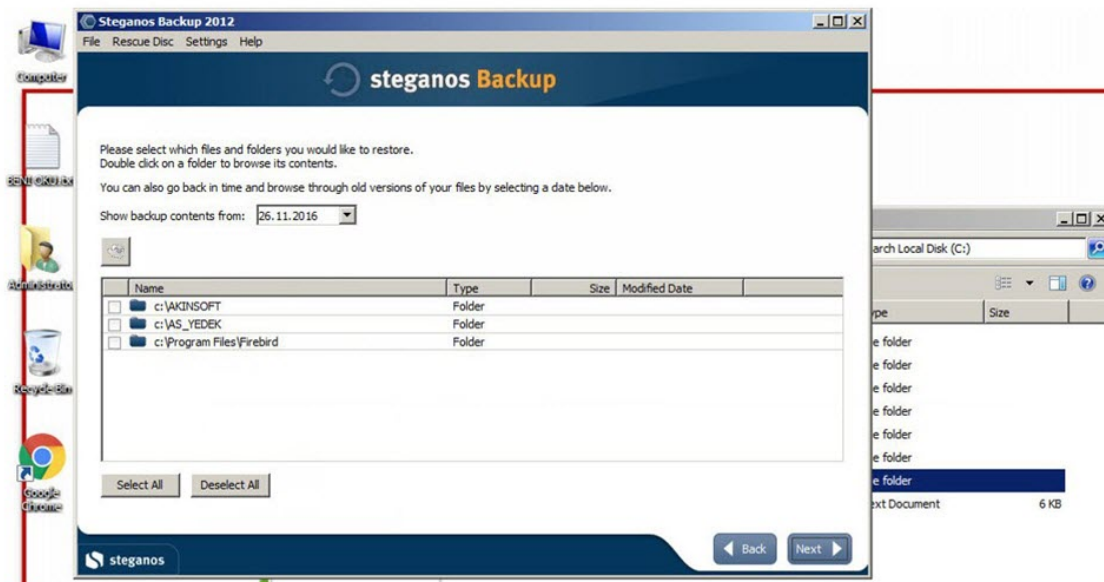 Steganos Backup 2012
File Rescue Disc Settings Help
steganos Backup
Computer
BENI OKU.txt
Administrator
Recycle Bin
Google
Chrome
Please select which files and folders you would like to restore.
Double click on a folder to browse its contents.
You can also go back in time and browse through old versions of your files by selecting a date below.
Show backup contents from: 26.11.2016
Name Type Size Modified Date
c:\AKINSOFT Folder
c:\AS_YEDEK Folder
c:\Program Files\Firebird Folder
Select All Deselect All
Back Next
steganos
arch Local Disk (C:)
ype Size
e folder
e folder
e folder
e folder
e folder
e folder
e folder
ext Document 6 KB